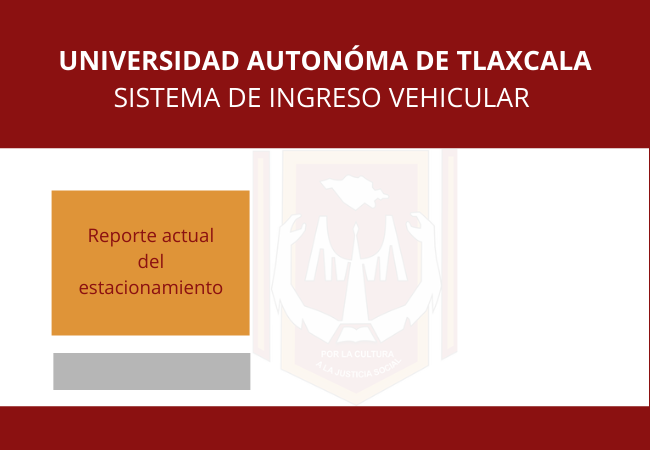 UNIVERSIDAD AUTONÓMA DE TLAXCALA
SISTEMA DE INGRESO VEHICULAR
Reporte actual
del
estacionamiento
POR LA CULTURA
A LA JUSTICIA SOCIAL